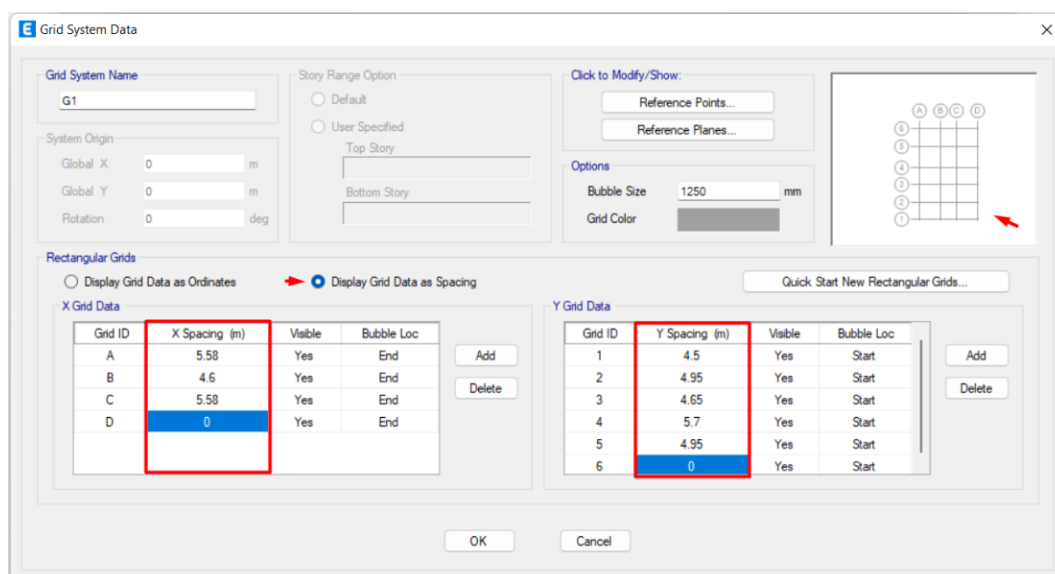 Grid System Data
Grid System Name
G1
System Origin
Global X 0 m
Global Y 0 m
Rotation 0 deg
Story Range Option
Default
User Specified
Top Story
Bottom Story
Click to Modify/Show:
Reference Points...
Reference Planes...
Options
Bubble Size 1250 mm
Grid Color
A B C D
6
5
4
3
2
1
Rectangular Grids
Display Grid Data as Ordinates
Display Grid Data as Spacing
Quick Start New Rectangular Grids...
X Grid Data
Grid ID X Spacing (m) Visible Bubble Loc
A 5.58 Yes End
B 4.6 Yes End
C 5.58 Yes End
D 0 Yes End
Add
Delete
Y Grid Data
Grid ID Y Spacing (m) Visible Bubble Loc
1 4.5 Yes Start
2 4.95 Yes Start
3 4.65 Yes Start
4 5.7 Yes Start
5 4.95 Yes Start
6 0 Yes Start
Add
Delete
OK
Cancel